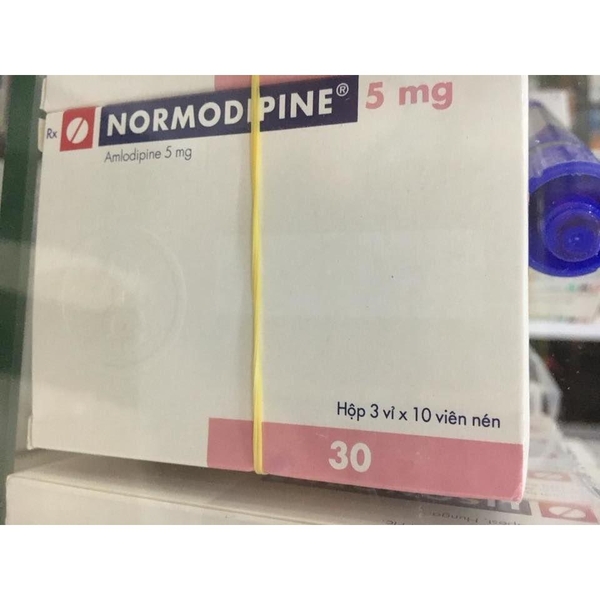 Rx NORMODIPINE® 5 mg
Amlodipine 5 mg
Hộp 3 vỉ x 10 viên nén
30